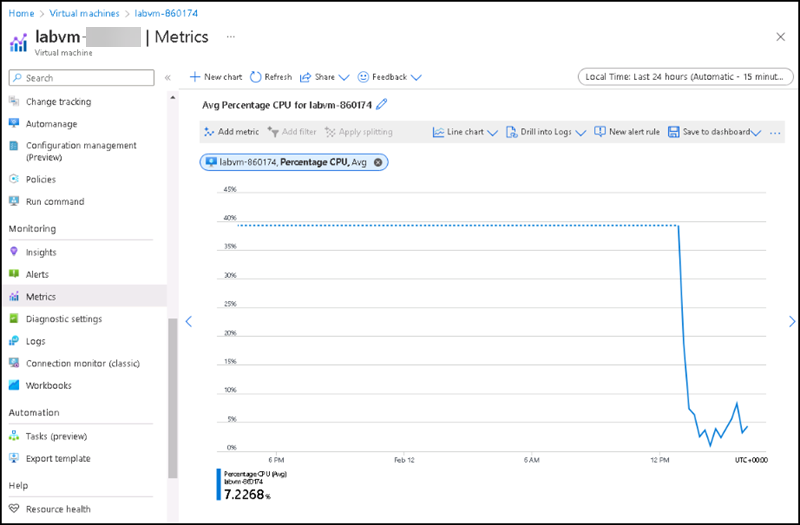 Home > Virtual machines > labvm-860174
labvm- | Metrics ...
Virtual machine
Search
«
+ New chart Refresh Share Feedback
Local Time: Last 24 hours (Automatic - 15 minut...
Change tracking
Automanage
Configuration management
(Preview)
Policies
Run command
Monitoring
Insights
Alerts
Metrics
Diagnostic settings
Logs
Connection monitor (classic)
Workbooks
Automation
Tasks (preview)
Export template
Help
Resource health
Avg Percentage CPU for labvm-860174
Add metric Add filter Apply splitting Line chart Drill into Logs New alert rule Save to dashboard ...
labvm-860174, Percentage CPU, Avg
45%
40%
35%
30%
25%
20%
15%
10%
5%
0%
6 PM Feb 12 6 AM 12 PM UTC+00:00
Percentage CPU (Avg)
labvm-860174
7.2268 %